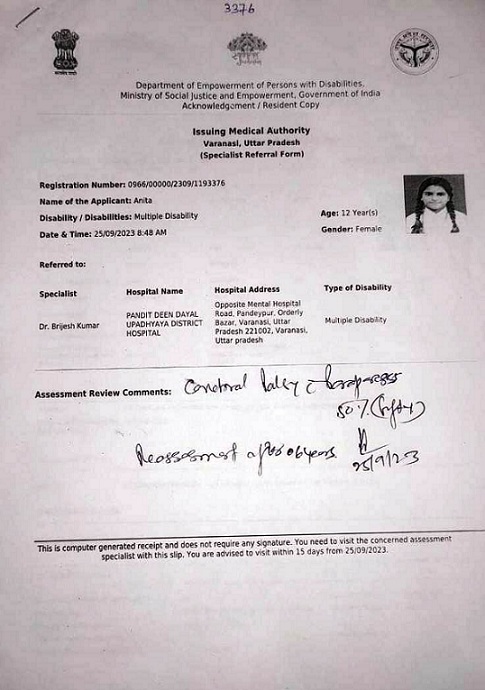 3376
Department of Empowerment of Persons with Disabilities,
Ministry of Social Justice and Empowerment, Government of India
Acknowledgement / Resident Copy
Issuing Medical Authority
Varanasi, Uttar Pradesh
(Specialist Referral Form)
Registration Number: 0966/00000/2309/1193376
Name of the Applicant: Anita
Disability / Disabilities: Multiple Disability
Age: 12 Year(s)
Date & Time: 25/09/2023 8:48 AM
Gender: Female
Referred to:
Specialist Hospital Name Hospital Address Type of Disability
Dr. Brijesh Kumar
PANDIT DEEN DAYAL
UPADHYAYA DISTRICT
HOSPITAL
Opposite Mental Hospital
Road, Pandeypur, Orderly
Bazar, Varanasi, Uttar
Pradesh 221002, Varanasi,
Uttar pradesh
Multiple Disability
Assessment Review Comments:
50%
Reassessment after 06 years
25/9/23
This is computer generated receipt and does not require any signature. You need to visit the concerned assessment
specialist with this slip. You are advised to visit within 15 days from 25/09/2023.